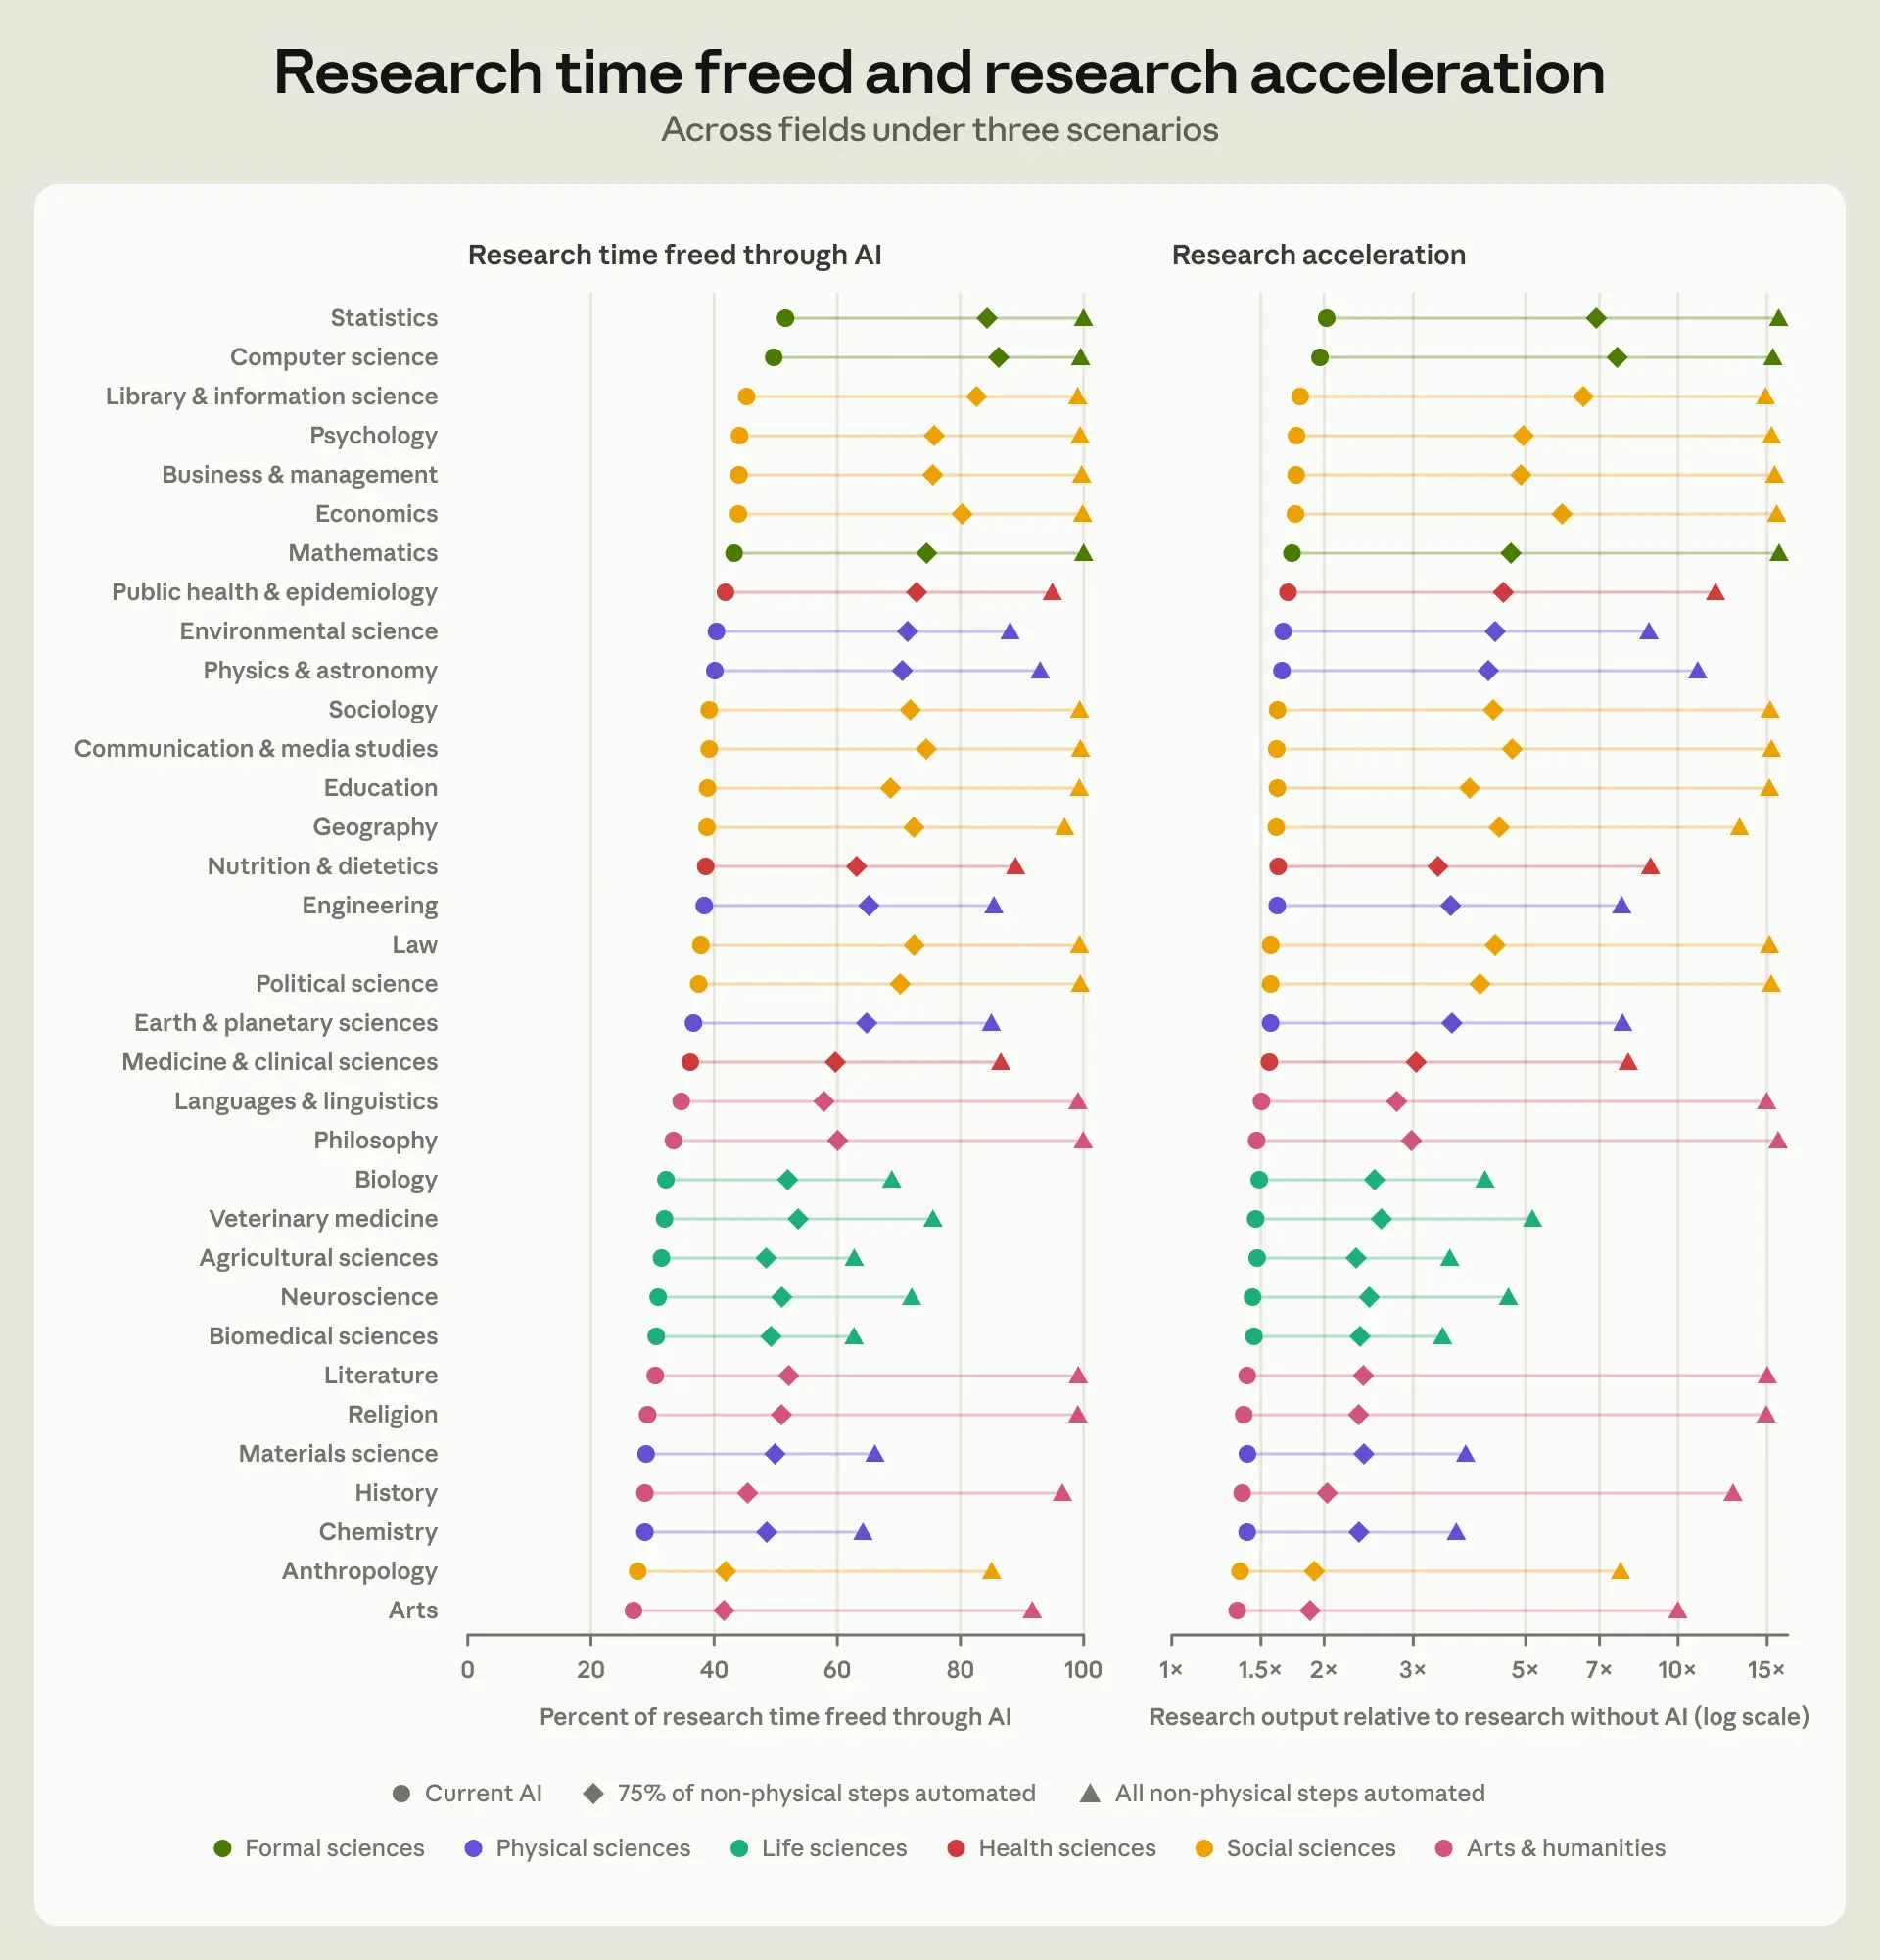 Research time freed and research acceleration
Across fields under three scenarios
Research time freed through AI
Research acceleration
Statistics
Computer science
Library & information science
Psychology
Business & management
Economics
Mathematics
Public health & epidemiology
Environmental science
Physics & astronomy
Sociology
Communication & media studies
Education
Geography
Nutrition & dietetics
Engineering
Law
Political science
Earth & planetary sciences
Medicine & clinical sciences
Languages & linguistics
Philosophy
Biology
Veterinary medicine
Agricultural sciences
Neuroscience
Biomedical sciences
Literature
Religion
Materials science
History
Chemistry
Anthropology
Arts
0 20 40 60 80 100
1× 1.5× 2× 3× 5× 7× 10× 15×
Percent of research time freed through AI
Research output relative to research without AI (log scale)
Current AI 75% of non-physical steps automated All non-physical steps automated
Formal sciences Physical sciences Life sciences Health sciences Social sciences Arts & humanities